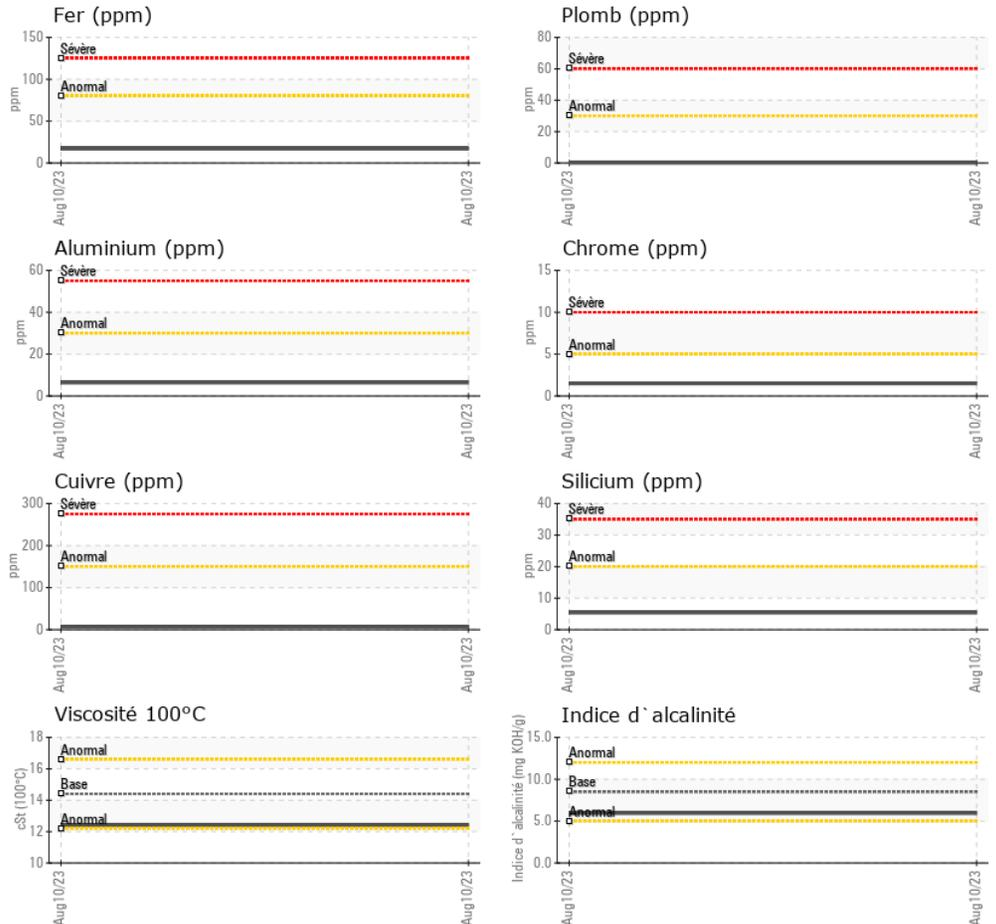 Fer (ppm)
150
100
50
0
ppm
Sévère
Anormal
Aug10/23
Aug10/23
Plomb (ppm)
80
60
40
20
0
ppm
Sévère
Anormal
Aug10/23
Aug10/23
Aluminium (ppm)
60
40
20
0
ppm
Sévère
Anormal
Aug10/23
Aug10/23
Chrome (ppm)
15
10
5
0
ppm
Sévère
Anormal
Aug10/23
Aug10/23
Cuivre (ppm)
300
200
100
0
ppm
Sévère
Anormal
Aug10/23
Aug10/23
Silicium (ppm)
40
30
20
10
0
ppm
Sévère
Anormal
Aug10/23
Aug10/23
Viscosité 100°C
18
16
14
12
10
cSt (100°C)
Anormal
Base
Anormal
Aug10/23
Aug10/23
Indice d`alcalinité
15.0
10.0
5.0
0.0
Indice d`alcalinité (mg KOH/g)
Anormal
Base
Anormal
Aug10/23
Aug10/23